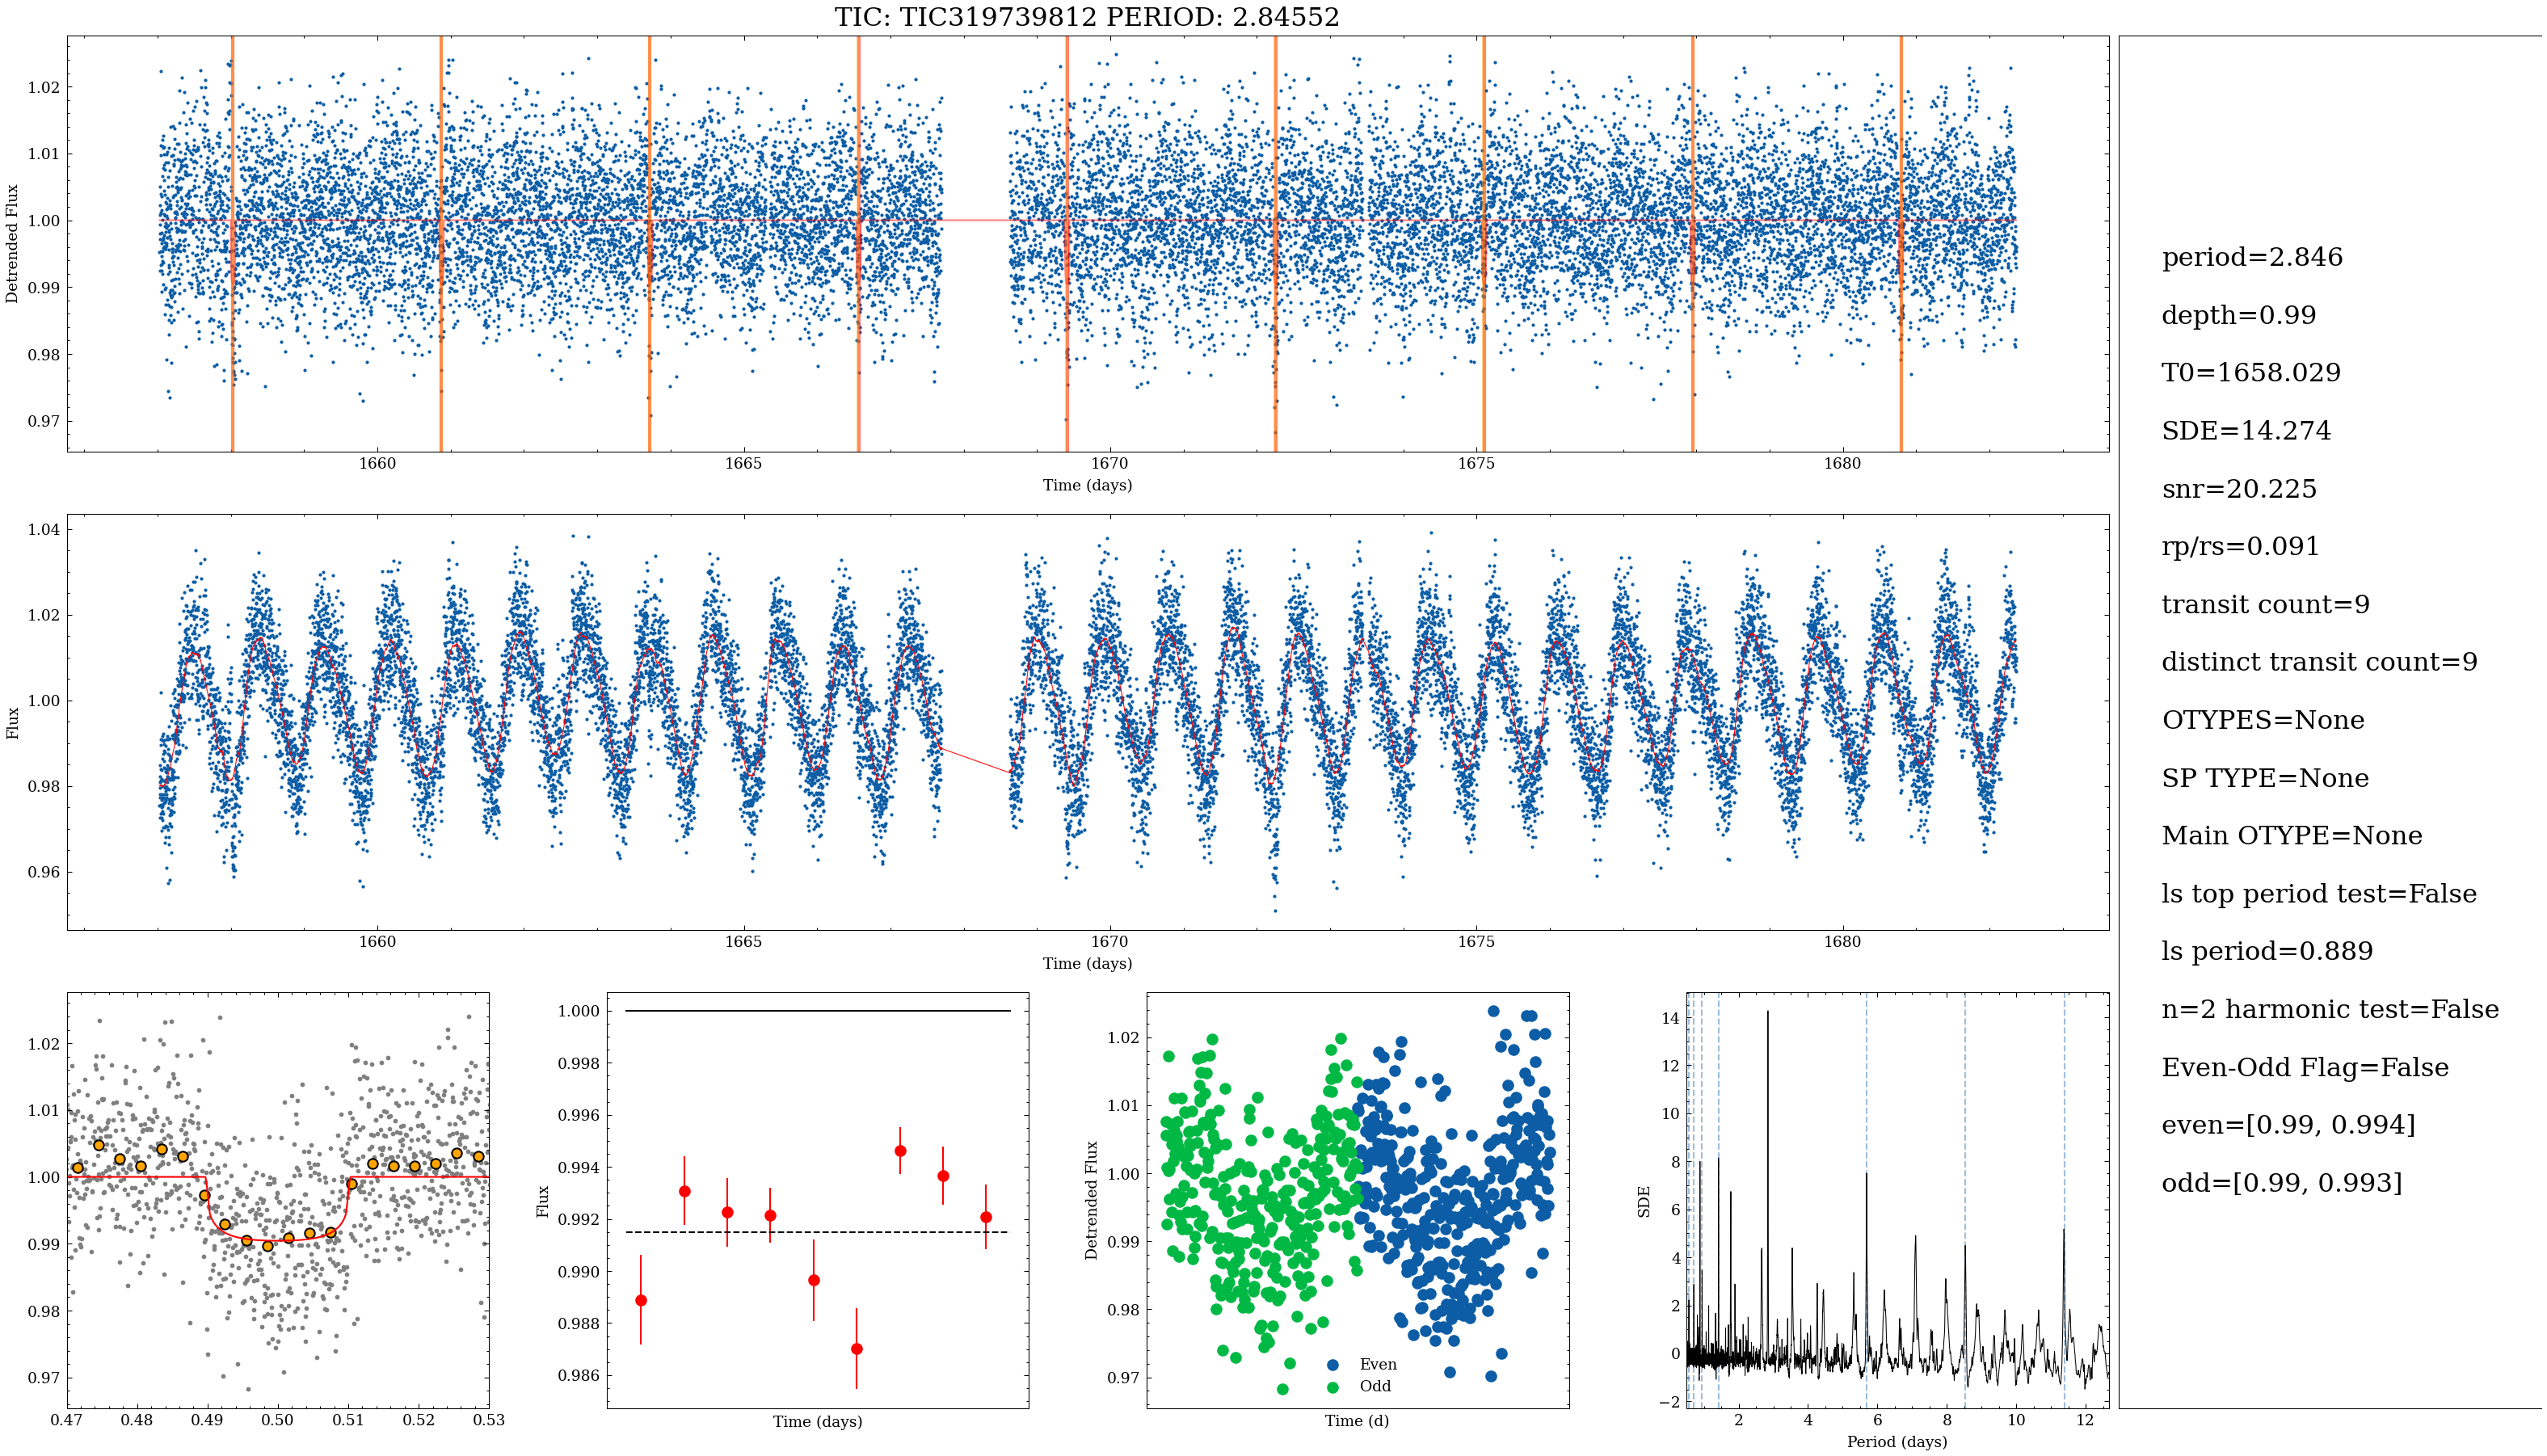 TIC: TIC319739812 PERIOD: 2.84552
1.02
1.01
1.00
0.99
0.98
0.97
Detrended Flux
1660
1665
1670
1675
1680
Time (days)
1.04
1.02
1.00
0.98
0.96
Flux
1660
1665
1670
1675
1680
Time (days)
1.02
1.01
1.00
0.99
0.98
0.97
0.47
0.48
0.49
0.50
0.51
0.52
0.53
1.000
0.998
0.996
0.994
0.992
0.990
0.988
0.986
Flux
Time (days)
1.02
1.01
1.00
0.99
0.98
0.97
Detrended Flux
Even
Odd
Time (d)
14
12
10
8
6
4
2
0
−2
SDE
2
4
6
8
10
12
Period (days)
period=2.846
depth=0.99
T0=1658.029
SDE=14.274
snr=20.225
rp/rs=0.091
transit count=9
distinct transit count=9
OTYPES=None
SP TYPE=None
Main OTYPE=None
ls top period test=False
ls period=0.889
n=2 harmonic test=False
Even-Odd Flag=False
even=[0.99, 0.994]
odd=[0.99, 0.993]